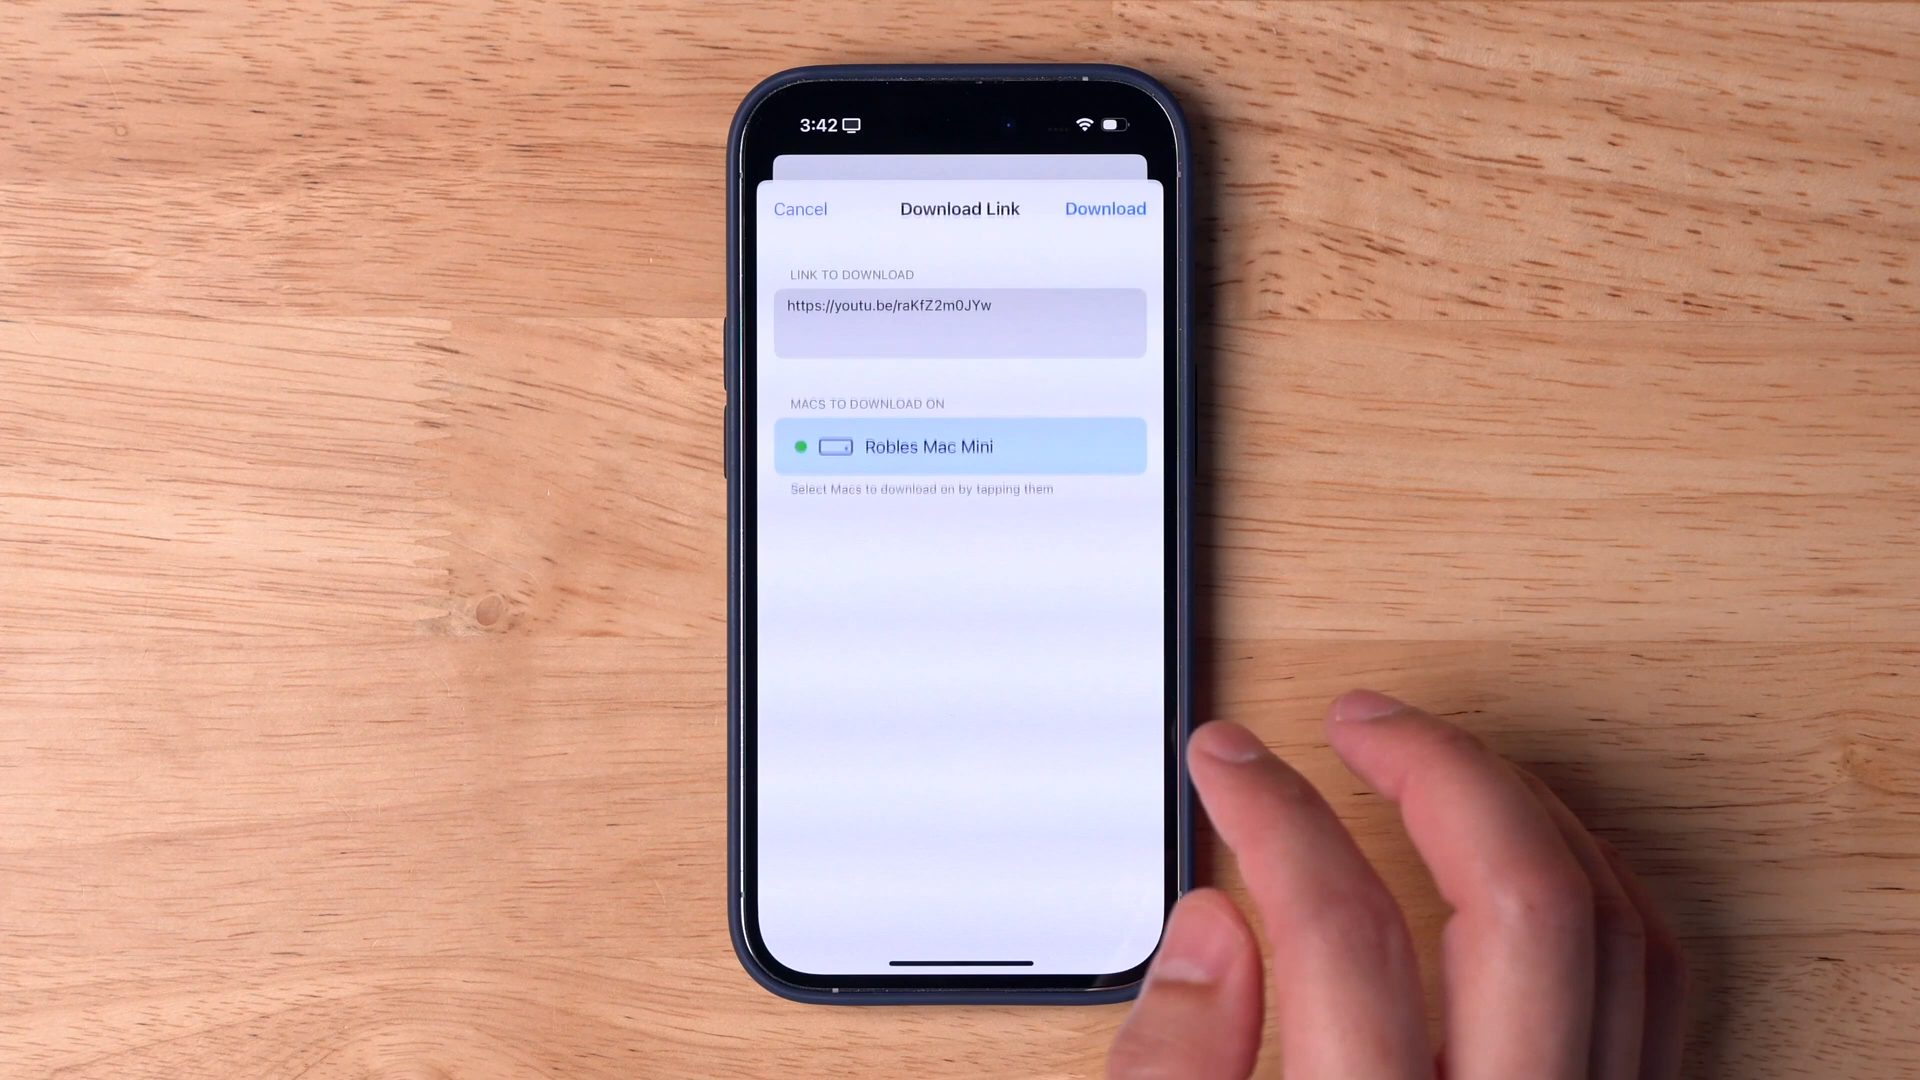 3:42
Cancel Download Link Download
LINK TO DOWNLOAD
https://youtu.be/raKfZ2m0JYw
MACS TO DOWNLOAD ON
Robles Mac Mini
Select Macs to download on by tapping them